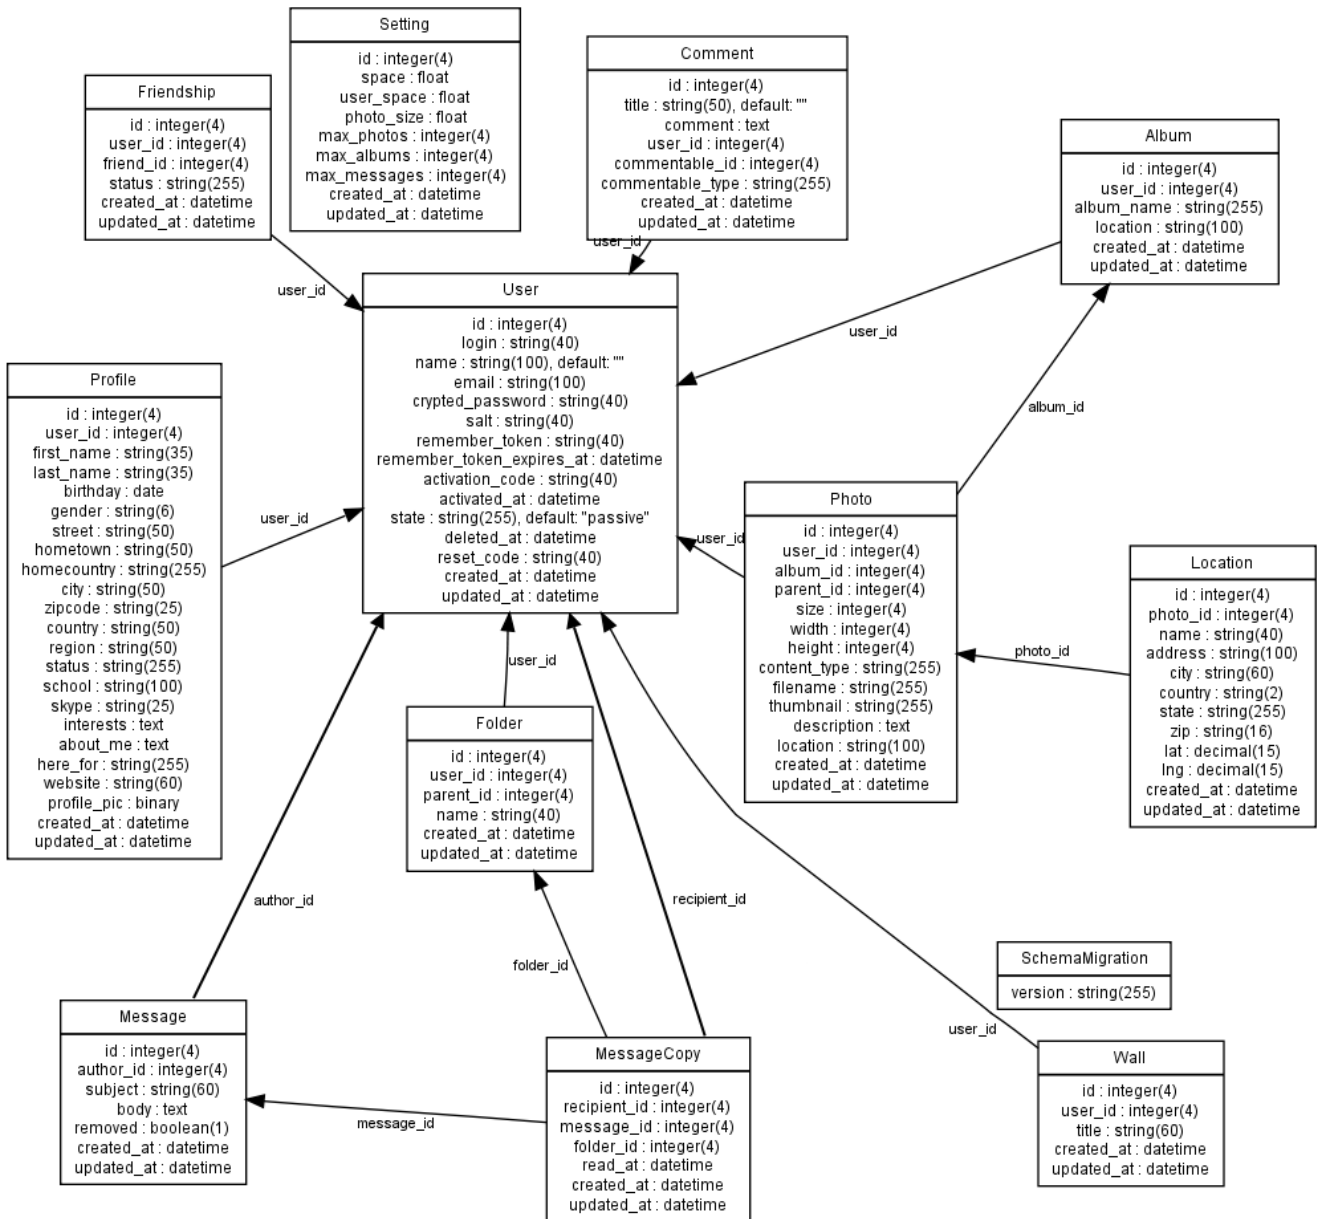 Setting
id : integer(4)
space : float
user_space : float
photo_size : float
max_photos : integer(4)
max_albums : integer(4)
max_messages : integer(4)
created_at : datetime
updated_at : datetime
Comment
id : integer(4)
title : string(50), default: ""
comment : text
user_id : integer(4)
commentable_id : integer(4)
commentable_type : string(255)
created_at : datetime
updated_at : datetime
Friendship
id : integer(4)
user_id : integer(4)
friend_id : integer(4)
status : string(255)
created_at : datetime
updated_at : datetime
Album
id : integer(4)
user_id : integer(4)
album_name : string(255)
location : string(100)
created_at : datetime
updated_at : datetime
user_id
user_id
user_id
album_id
User
id : integer(4)
login : string(40)
name : string(100), default: ""
email : string(100)
crypted_password : string(40)
salt : string(40)
remember_token : string(40)
remember_token_expires_at : datetime
activation_code : string(40)
activated_at : datetime
state : string(255), default: "passive"
deleted_at : datetime
reset_code : string(40)
created_at : datetime
updated_at : datetime
Profile
id : integer(4)
user_id : integer(4)
first_name : string(35)
last_name : string(35)
birthday : date
gender : string(6)
street : string(50)
hometown : string(50)
homecountry : string(255)
city : string(50)
zipcode : string(25)
country : string(50)
region : string(50)
status : string(255)
school : string(100)
skype : string(25)
interests : text
about_me : text
here_for : string(255)
website : string(60)
profile_pic : binary
created_at : datetime
updated_at : datetime
user_id
user_id
Photo
id : integer(4)
user_id : integer(4)
album_id : integer(4)
parent_id : integer(4)
size : integer(4)
width : integer(4)
height : integer(4)
content_type : string(255)
filename : string(255)
thumbnail : string(255)
description : text
location : string(100)
created_at : datetime
updated_at : datetime
photo_id
Location
id : integer(4)
photo_id : integer(4)
name : string(40)
address : string(100)
city : string(60)
country : string(2)
state : string(255)
zip : string(16)
lat : decimal(15)
lng : decimal(15)
created_at : datetime
updated_at : datetime
user_id
Folder
id : integer(4)
user_id : integer(4)
parent_id : integer(4)
name : string(40)
created_at : datetime
updated_at : datetime
author_id
recipient_id
folder_id
SchemaMigration
version : string(255)
user_id
Message
id : integer(4)
author_id : integer(4)
subject : string(60)
body : text
removed : boolean(1)
created_at : datetime
updated_at : datetime
message_id
MessageCopy
id : integer(4)
recipient_id : integer(4)
message_id : integer(4)
folder_id : integer(4)
read_at : datetime
created_at : datetime
updated_at : datetime
Wall
id : integer(4)
user_id : integer(4)
title : string(60)
created_at : datetime
updated_at : datetime